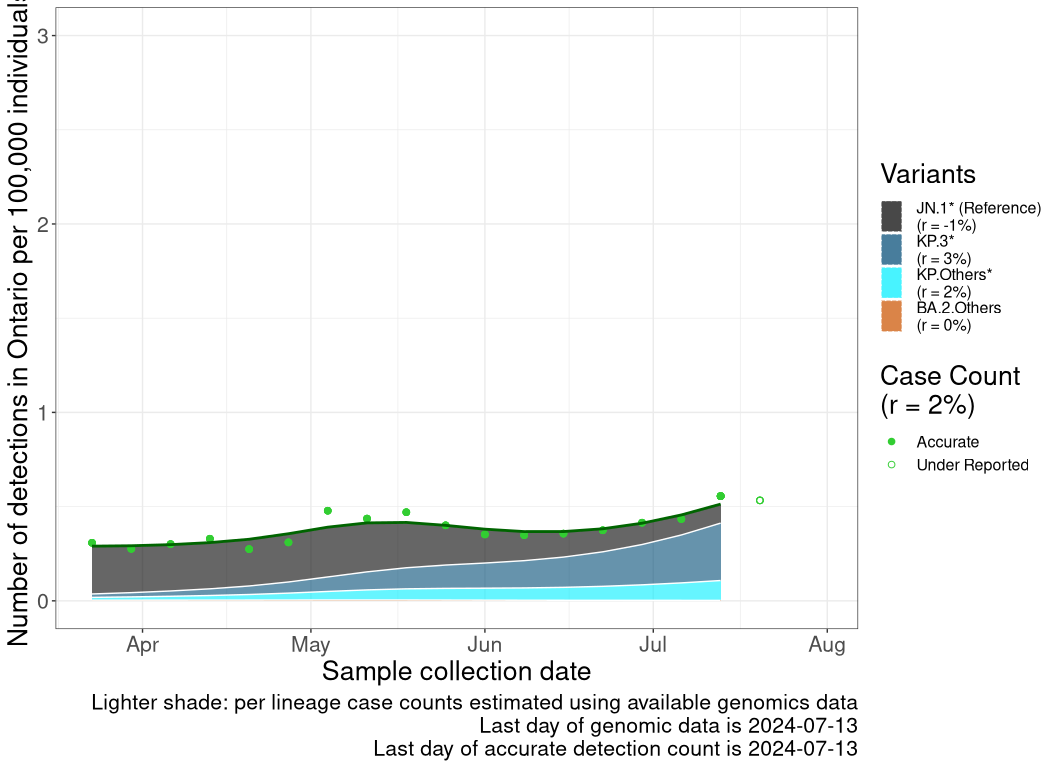 Number of detections in Ontario per 100,000 individuals
3
2
1
0
Apr
May
Jun
Jul
Aug
Sample collection date
Lighter shade: per lineage case counts estimated using available genomics data
Last day of genomic data is 2024-07-13
Last day of accurate detection count is 2024-07-13
Variants
JN.1* (Reference)
(r = -1%)
KP.3*
(r = 3%)
KP.Others*
(r = 2%)
BA.2.Others
(r = 0%)
Case Count
(r = 2%)
Accurate
Under Reported